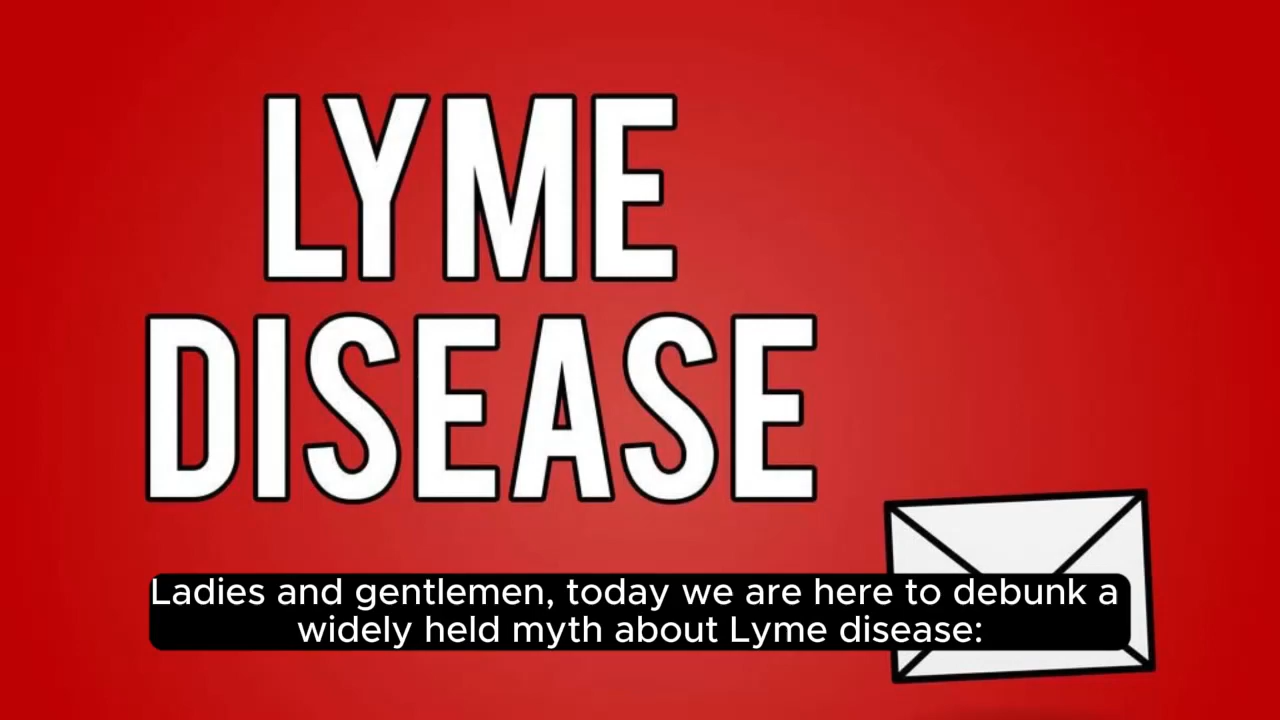 LYME
DISEASE
Ladies and gentlemen, today we are here to debunk a
widely held myth about Lyme disease: